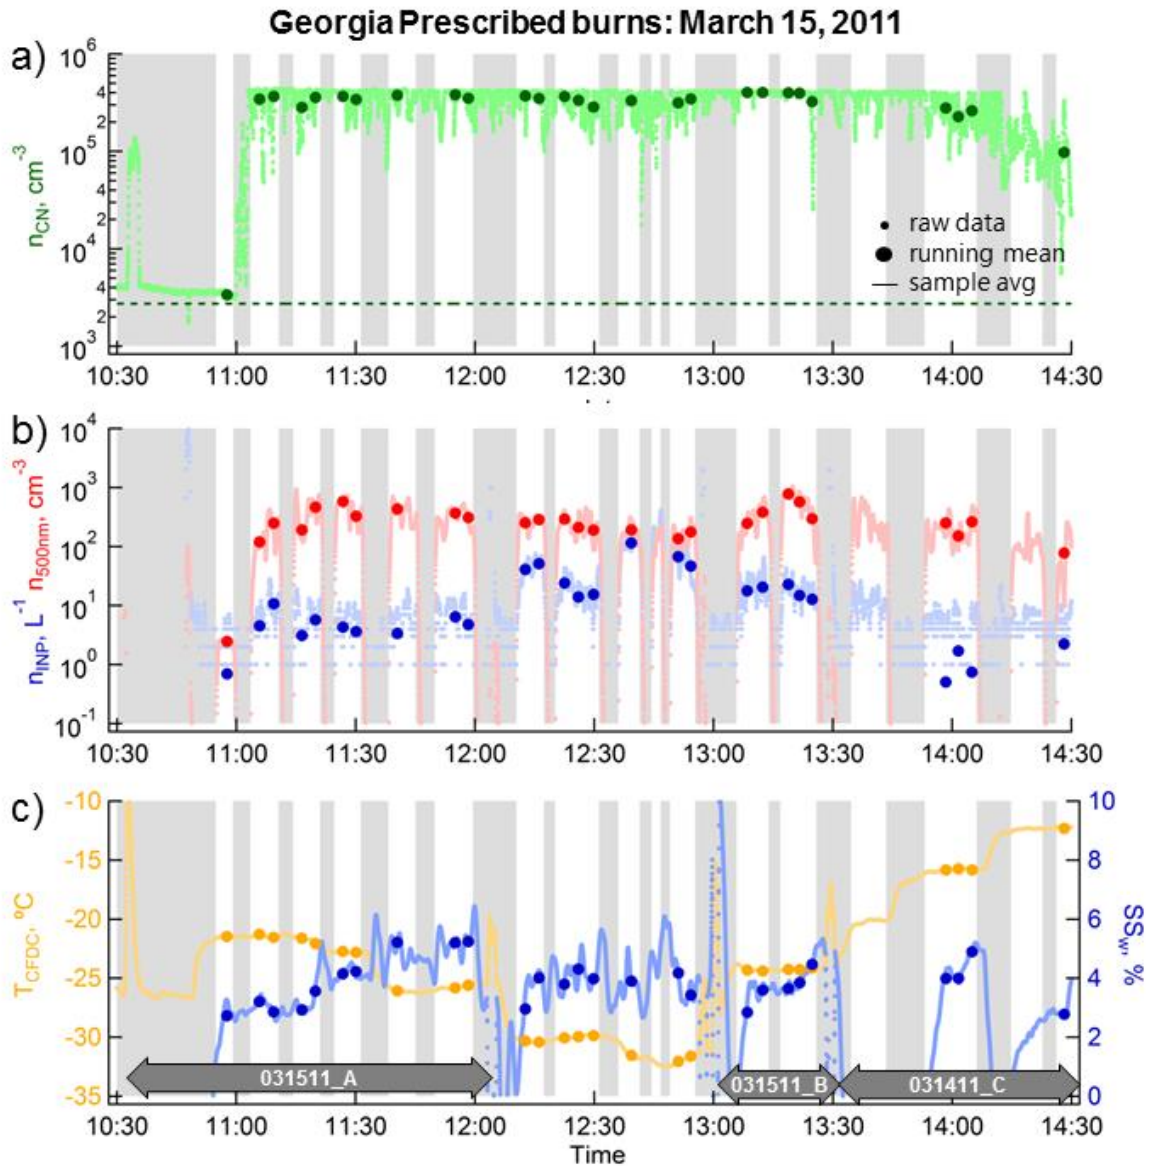 Georgia Prescribed burns: March 15, 2011
a)
10^6
4
2
10^5
4
2
10^4
4
2
10^3
n_CN, cm^-3
raw data
running mean
sample avg
10:30 11:00 11:30 12:00 12:30 13:00 13:30 14:00 14:30
b)
10^4
10^3
10^2
10^1
10^0
10^-1
n_INP, L^-1 n_500nm, cm^-3
10:30 11:00 11:30 12:00 12:30 13:00 13:30 14:00 14:30
c)
-10 10
-15 8
-20 6
-25 4
-30 2
-35 0
T_CFDC, ºC
SS_w, %
031511_A 031511_B 031411_C
10:30 11:00 11:30 12:00 12:30 13:00 13:30 14:00 14:30
Time